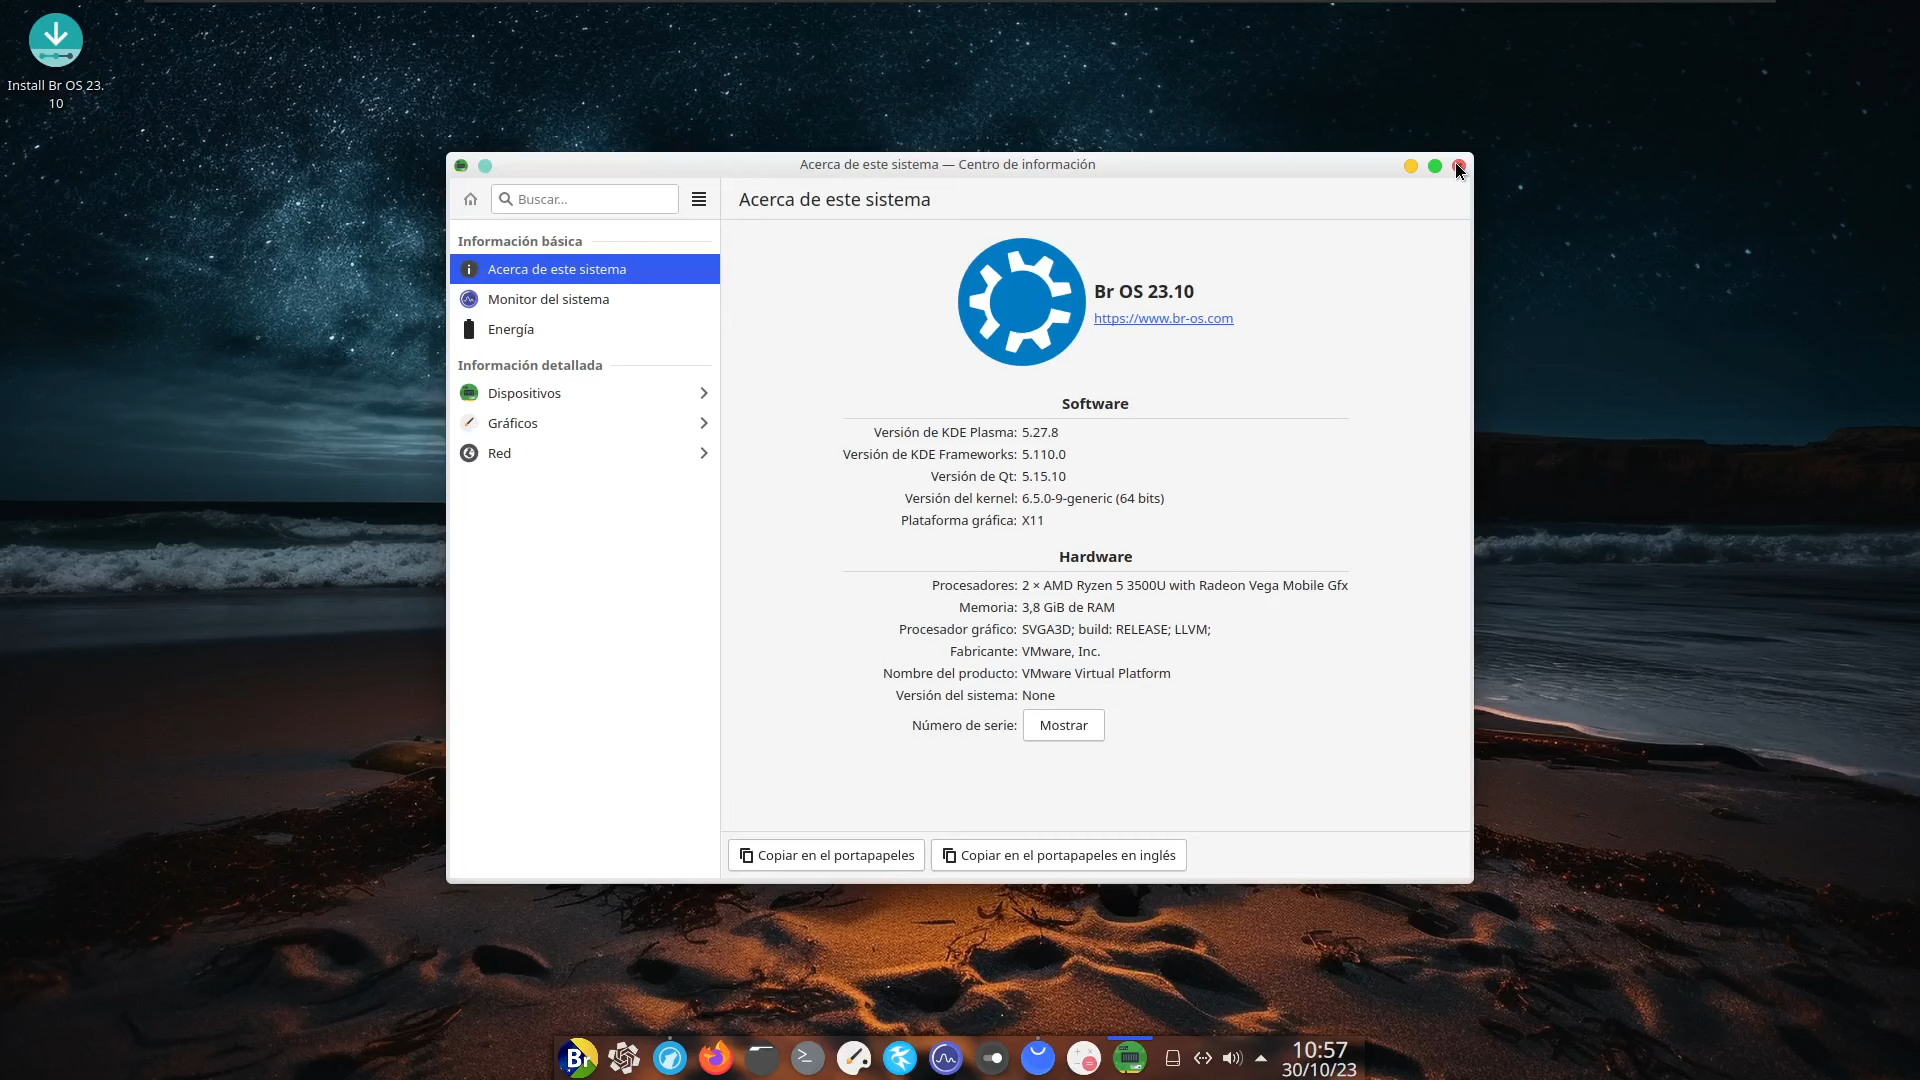 Install Br OS 23.
10
Acerca de este sistema — Centro de información
Buscar...
Acerca de este sistema
Información básica
Acerca de este sistema
Monitor del sistema
Energía
Información detallada
Dispositivos
Gráficos
Red
Br OS 23.10
https://www.br-os.com
Software
Versión de KDE Plasma: 5.27.8
Versión de KDE Frameworks: 5.110.0
Versión de Qt: 5.15.10
Versión del kernel: 6.5.0-9-generic (64 bits)
Plataforma gráfica: X11
Hardware
Procesadores: 2 × AMD Ryzen 5 3500U with Radeon Vega Mobile Gfx
Memoria: 3,8 GiB de RAM
Procesador gráfico: SVGA3D; build: RELEASE; LLVM;
Fabricante: VMware, Inc.
Nombre del producto: VMware Virtual Platform
Versión del sistema: None
Número de serie: Mostrar
Copiar en el portapapeles
Copiar en el portapapeles en inglés
Br
10:57
30/10/23